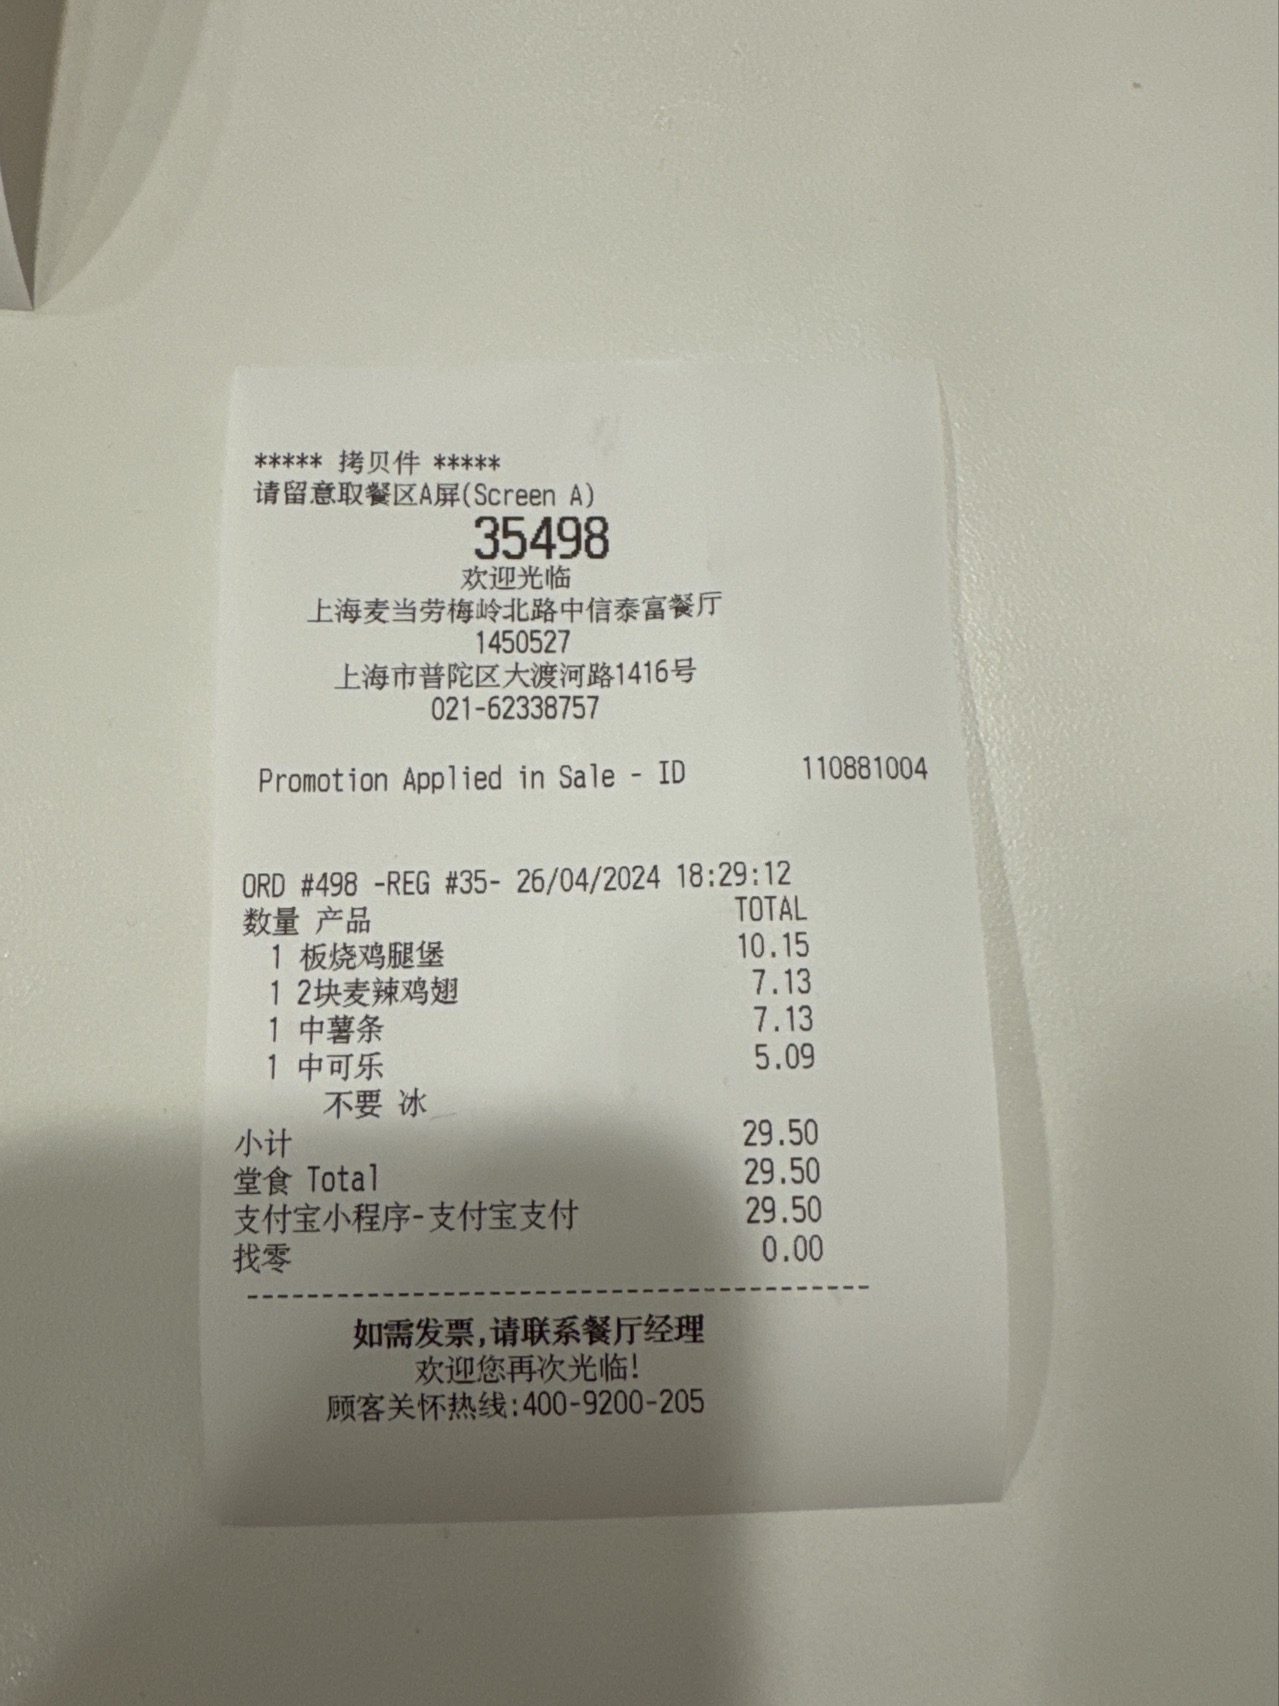 ***** 拷贝件 *****
请留意取餐区A屏(Screen A)
35498
欢迎光临
上海麦当劳梅岭北路中信泰富餐厅
1450527
上海市普陀区大渡河路1416号
021-62338757
Promotion Applied in Sale - ID 110881004
ORD #498 -REG #35- 26/04/2024 18:29:12
数量 产品 TOTAL
1 板烧鸡腿堡 10.15
1 2块麦辣鸡翅 7.13
1 中薯条 7.13
1 中可乐 5.09
不要 冰
小计 29.50
堂食 Total 29.50
支付宝小程序-支付宝支付 29.50
找零 0.00
--------------------------------------------
如需发票,请联系餐厅经理
欢迎您再次光临!
顾客关怀热线:400-9200-205